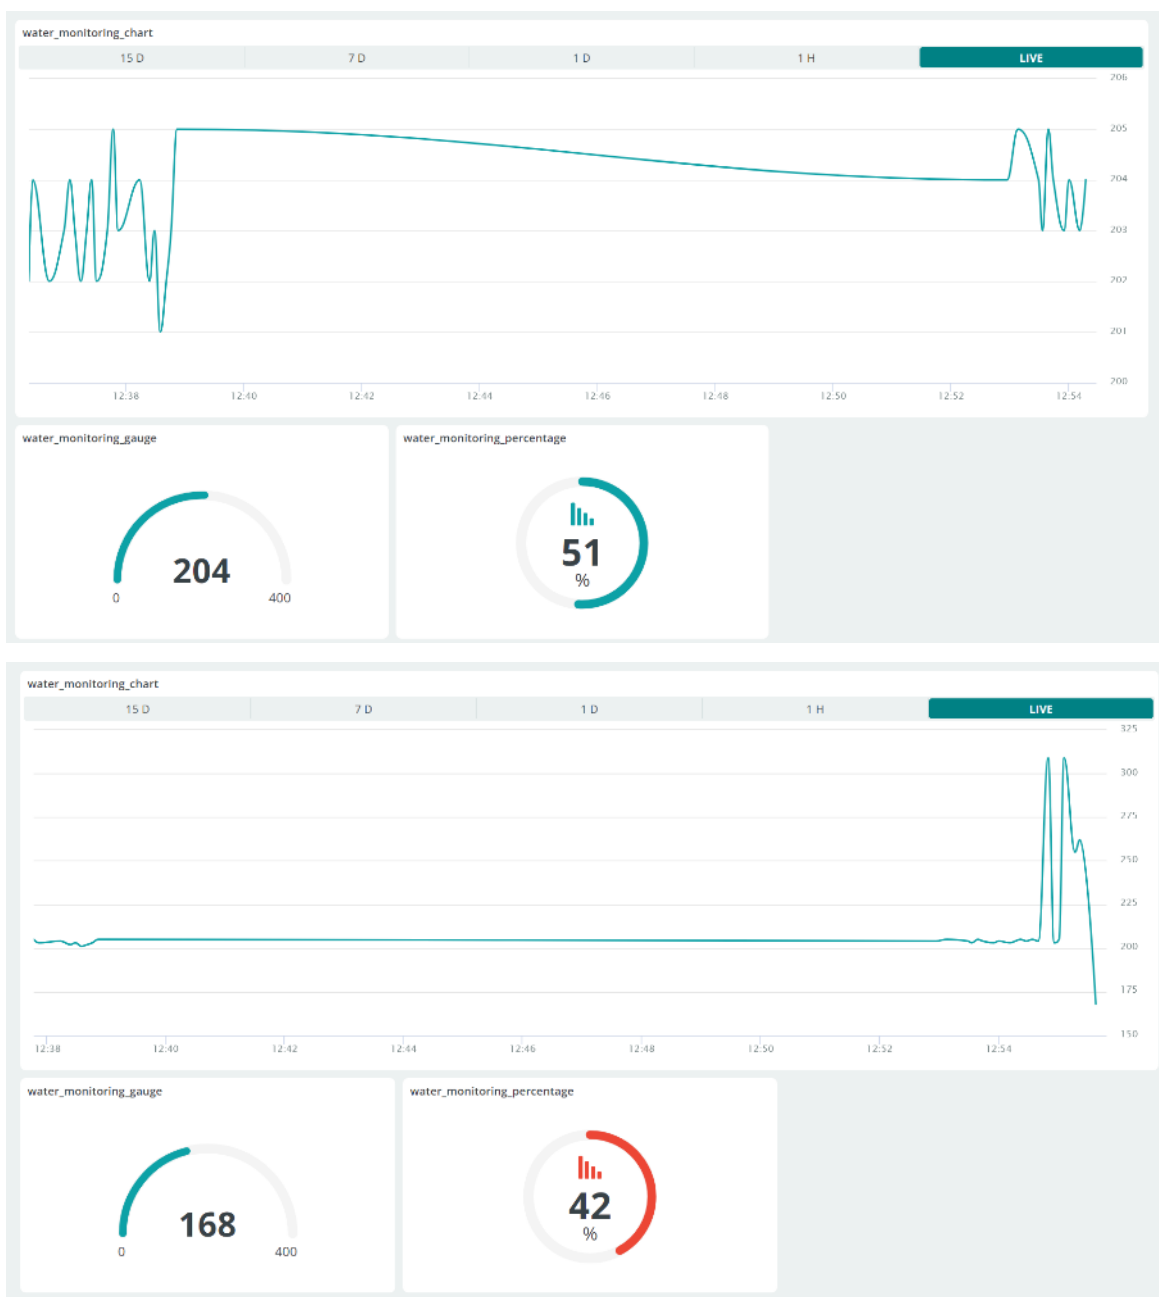 water_monitoring_chart
15 D 7 D 1 D 1 H LIVE
206
205
204
203
202
201
200
12:38 12:40 12:42 12:44 12:46 12:48 12:50 12:52 12:54
water_monitoring_gauge water_monitoring_percentage
204
0 400
51
%
water_monitoring_chart
15 D 7 D 1 D 1 H LIVE
325
300
275
250
225
200
175
150
12:38 12:40 12:42 12:44 12:46 12:48 12:50 12:52 12:54
water_monitoring_gauge water_monitoring_percentage
168
0 400
42
%